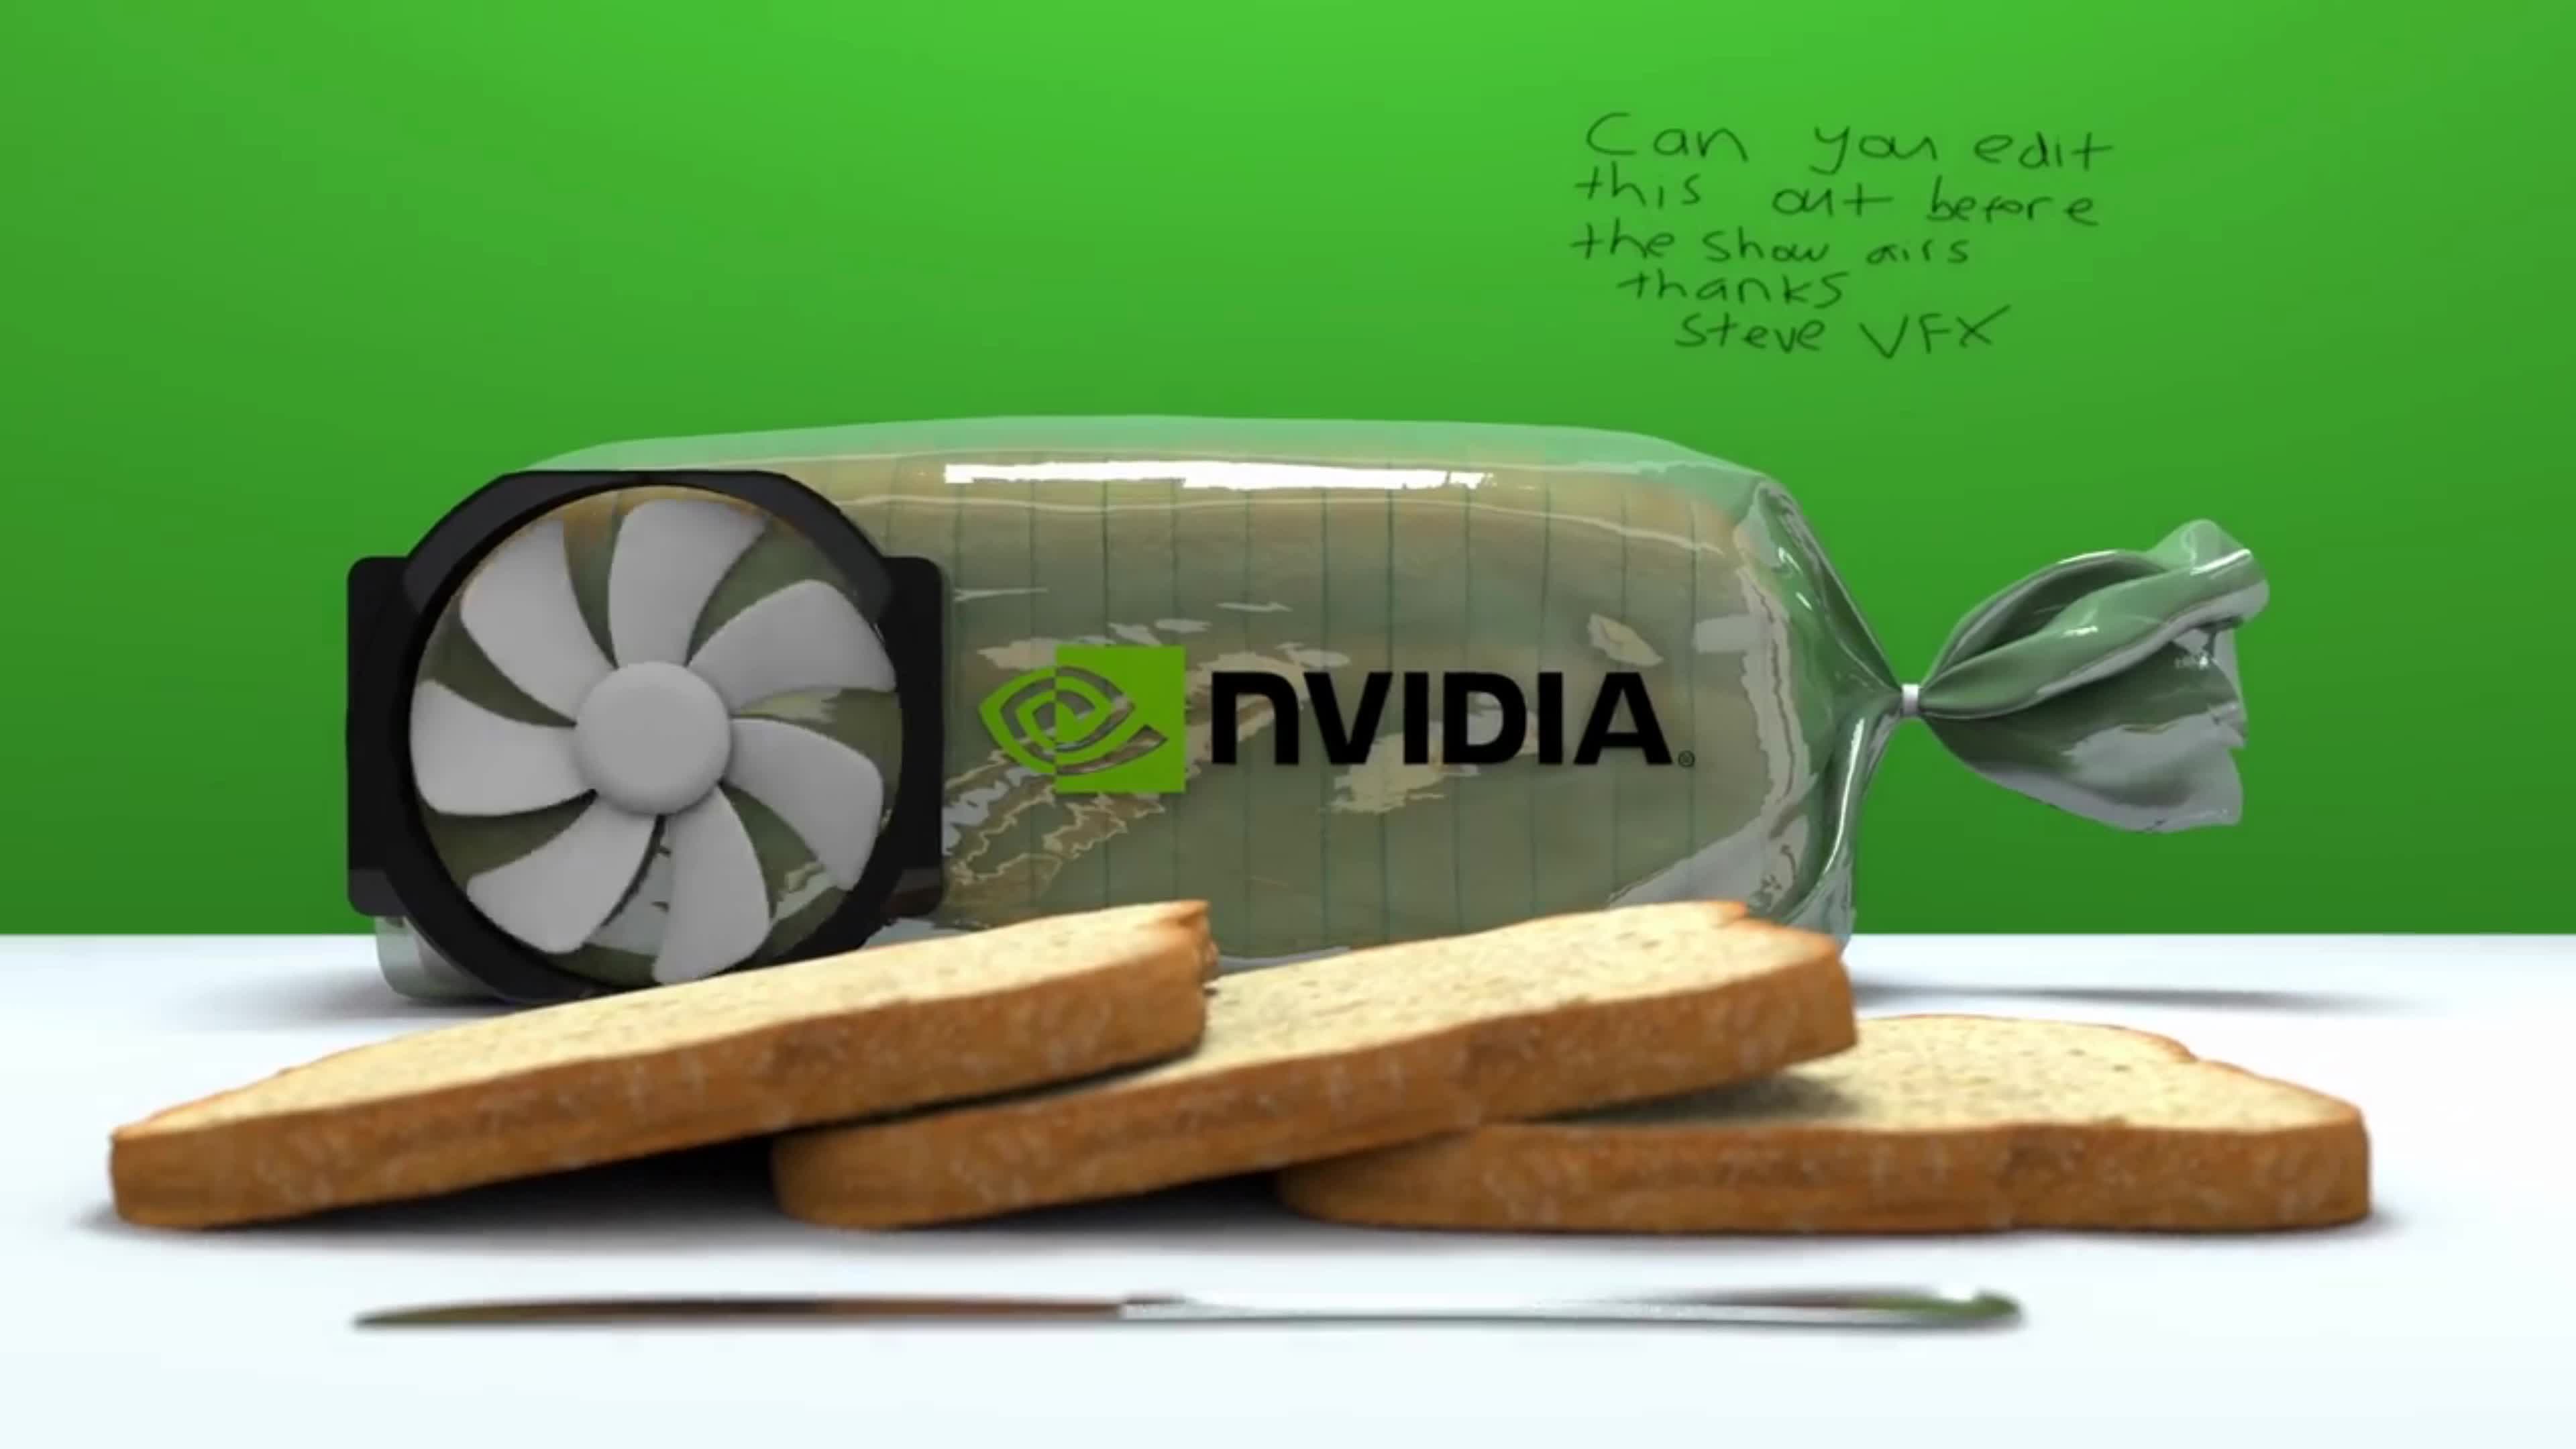 Can you edit
this out before
the show airs
thanks
Steve VFX
NVIDIA®